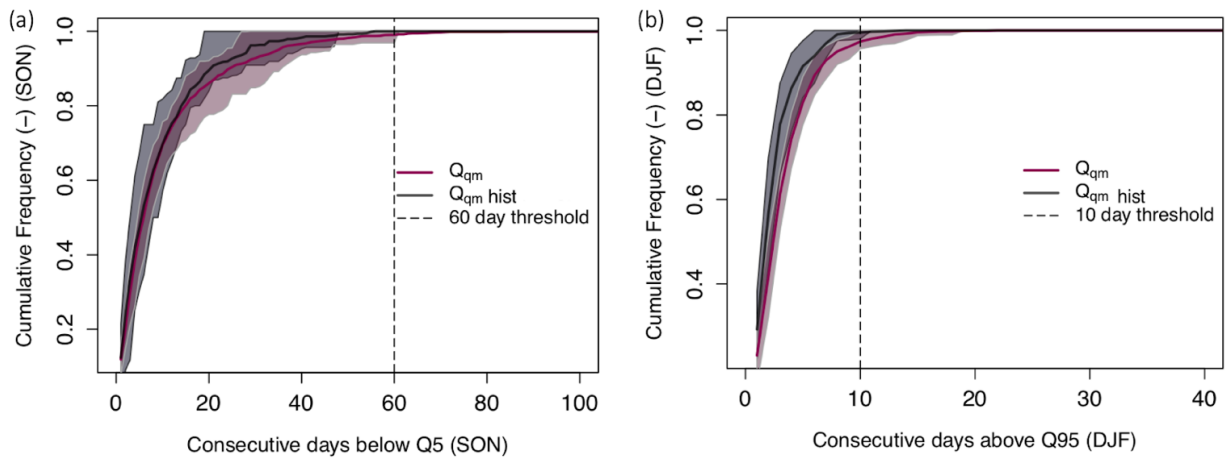 (a)
Cumulative Frequency (−) (SON)
1.0
0.8
0.6
0.4
0.2
Qqm
Qqm hist
60 day threshold
0 20 40 60 80 100
Consecutive days below Q5 (SON)
(b)
Cumulative Frequency (−) (DJF)
1.0
0.8
0.6
0.4
Qqm
Qqm hist
10 day threshold
0 10 20 30 40
Consecutive days above Q95 (DJF)